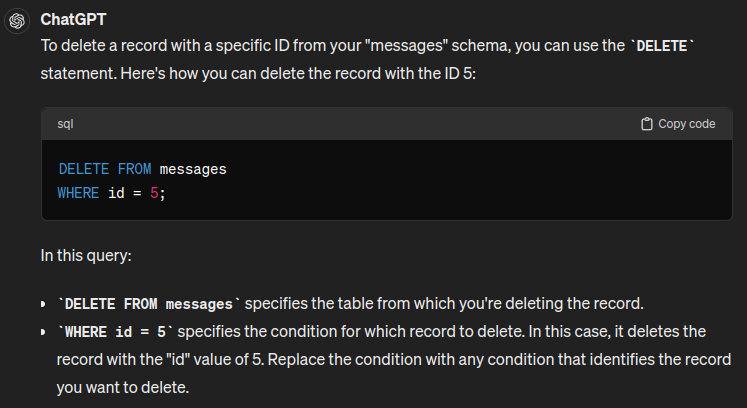 ChatGPT
To delete a record with a specific ID from your "messages" schema, you can use the `DELETE`
statement. Here's how you can delete the record with the ID 5:
sql
Copy code
DELETE FROM messages
WHERE id = 5;
In this query:
• `DELETE FROM messages` specifies the table from which you're deleting the record.
• `WHERE id = 5` specifies the condition for which record to delete. In this case, it deletes the
record with the "id" value of 5. Replace the condition with any condition that identifies the record
you want to delete.